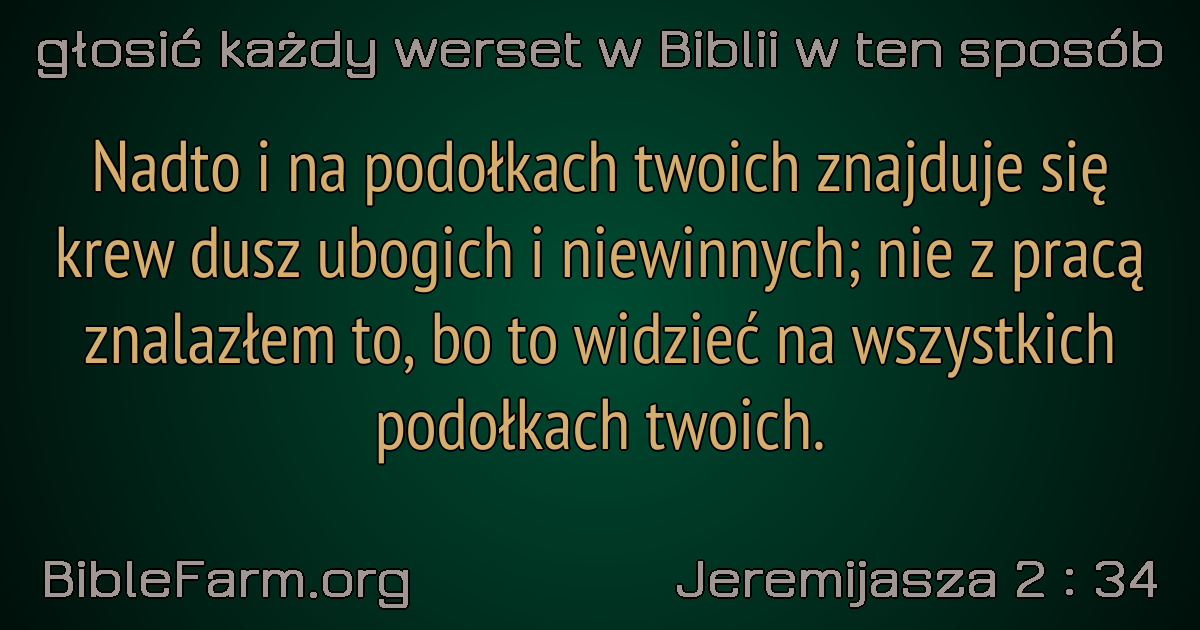 głosić każdy werset w Biblii w ten sposób
Nadto i na podołkach twoich znajduje się
krew dusz ubogich i niewinnych; nie z pracą
znalazłem to, bo to widzieć na wszystkich
podołkach twoich.
BibleFarm.org
Jeremijasza 2 : 34